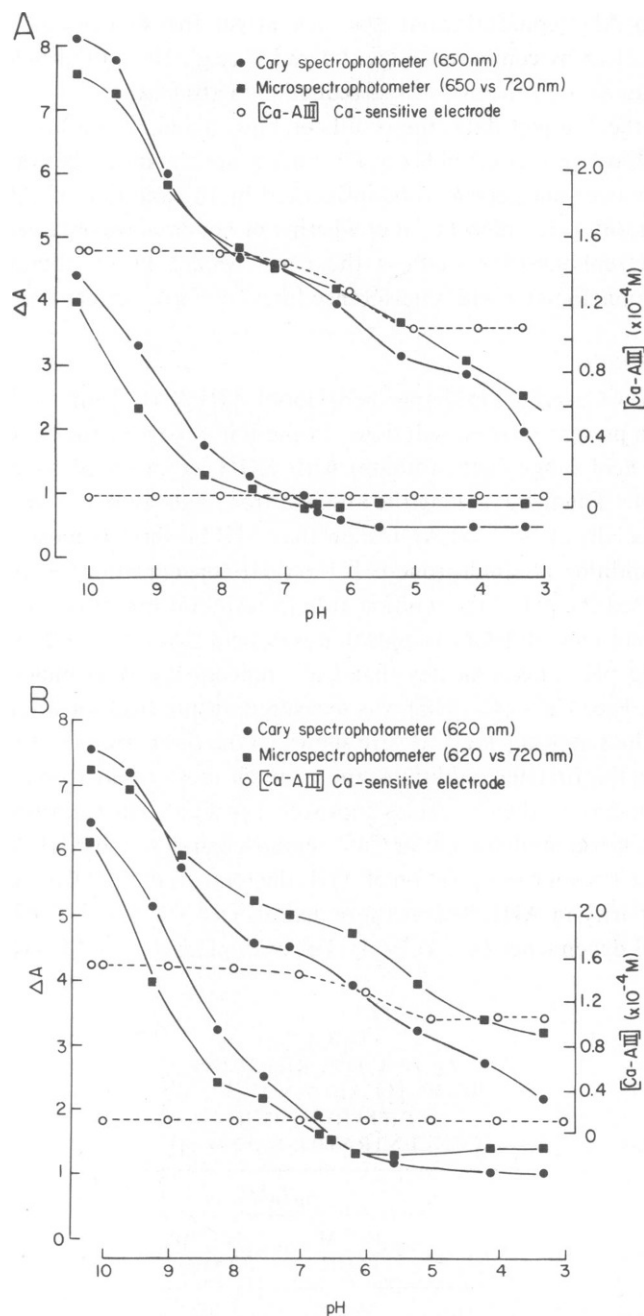 A
● Cary spectrophotometer (650 nm)
■ Microspectrophotometer (650 vs 720 nm)
○ [Ca-AIII] Ca-sensitive electrode
8
7
6
5
4
3
2
1
0
ΔA
2.0
1.6
1.2
0.8
0.4
0
[Ca-AIII] (x10⁻⁴M)
10 9 8 7 6 5 4 3
pH
B
● Cary spectrophotometer (620 nm)
■ Microspectrophotometer (620 vs 720nm)
○ [Ca-AIII] Ca-sensitive electrode
8
7
6
5
4
3
2
1
0
ΔA
2.0
1.6
1.2
0.8
0.4
0
[Ca-AIII] (x10⁻⁴M)
10 9 8 7 6 5 4 3
pH